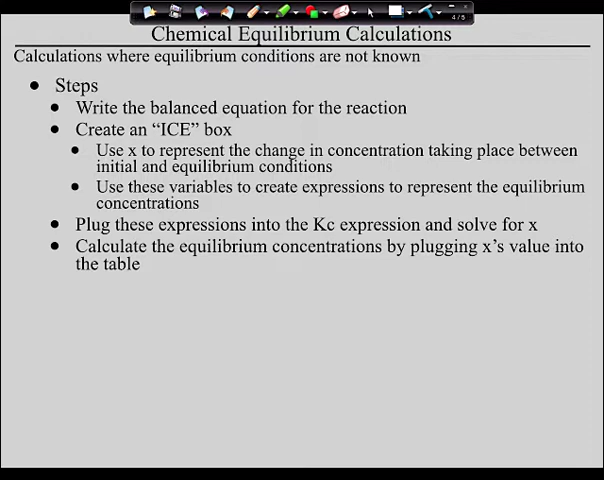 4/5
Chemical Equilibrium Calculations
Calculations where equilibrium conditions are not known
• Steps
• Write the balanced equation for the reaction
• Create an “ICE” box
• Use x to represent the change in concentration taking place between
initial and equilibrium conditions
• Use these variables to create expressions to represent the equilibrium
concentrations
• Plug these expressions into the Kc expression and solve for x
• Calculate the equilibrium concentrations by plugging x’s value into
the table